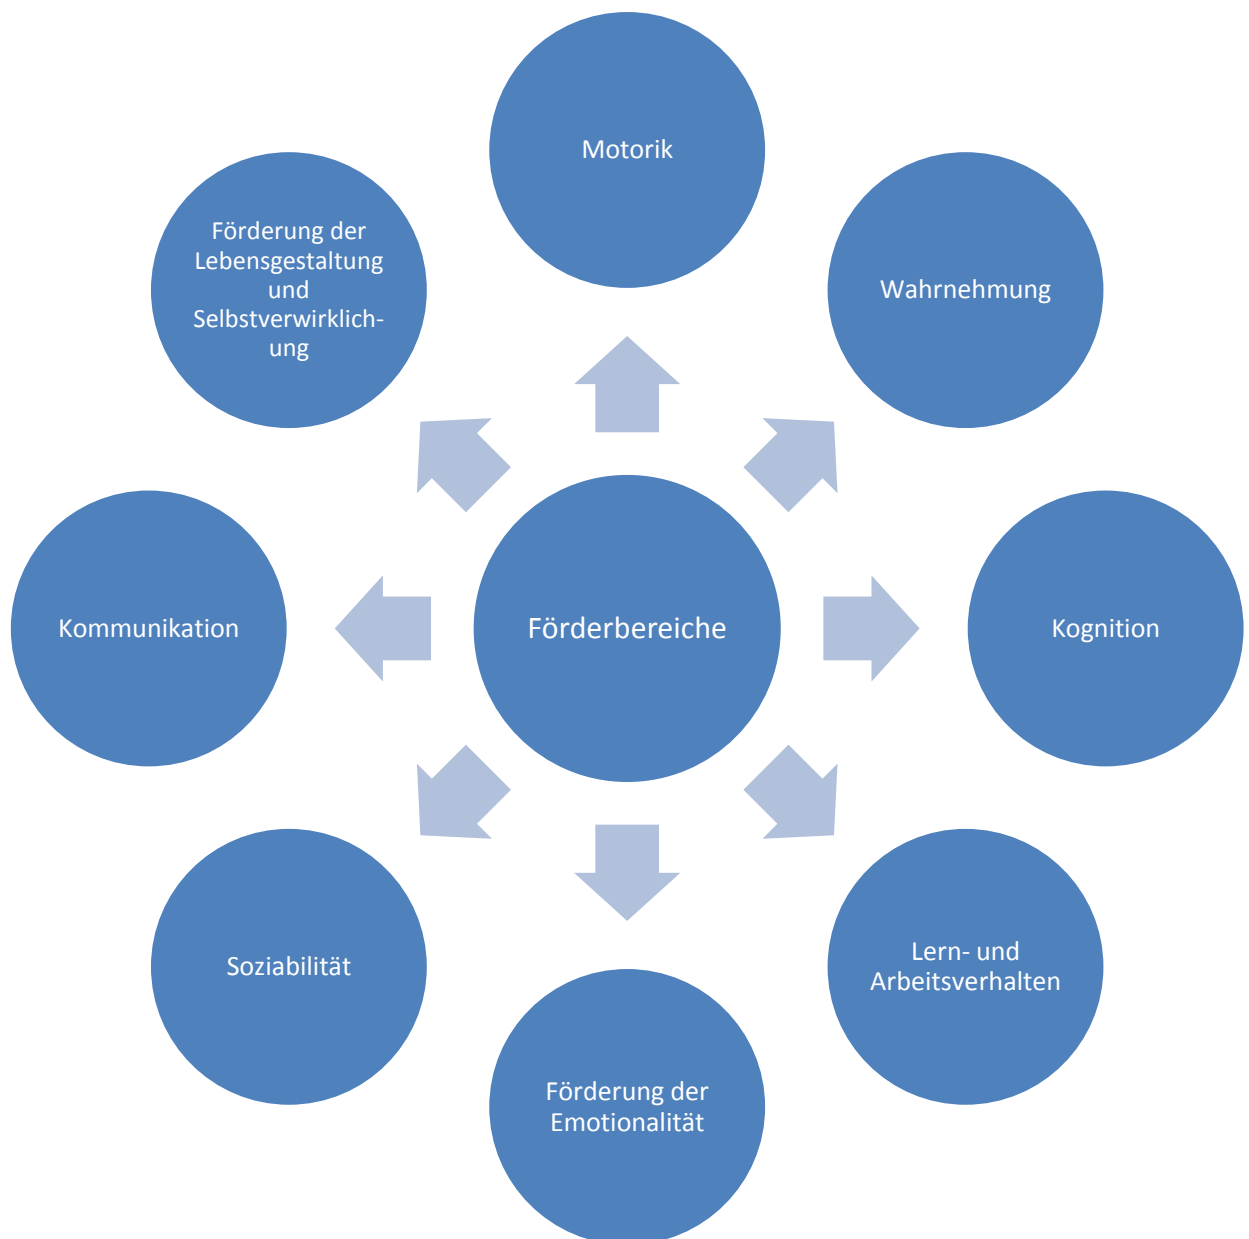 Motorik
Förderung der
Lebensgestaltung
und
Selbstverwirklich-
ung
Wahrnehmung
Kommunikation
Förderbereiche
Kognition
Soziabilität
Lern- und
Arbeitsverhalten
Förderung der
Emotionalität